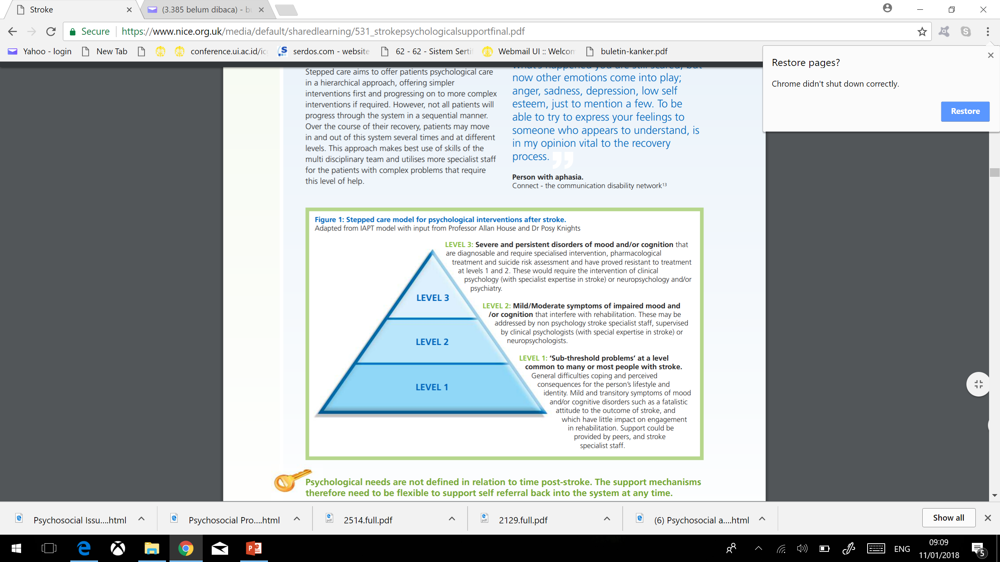 Stroke
(3.385 belum dibaca) - bu
Secure
https://www.nice.org.uk/media/default/sharedlearning/531_strokepsychologicalsupportfinal.pdf
Yahoo - login
New Tab
conference.ui.ac.id/ic
serdos.com - website
62 - 62 - Sistem Serti
Webmail UI :: Welcom
buletin-kanker.pdf
Restore pages?
Chrome didn't shut down correctly.
Restore
Stepped care aims to offer patients psychological care
in a hierarchical approach, offering simpler
interventions first and progressing on to more complex
interventions if required. However, not all patients will
progress through the system in a sequential manner.
Over the course of their recovery, patients may move
in and out of this system several times and at different
levels. This approach makes best use of skills of the
multi disciplinary team and utilises more specialist staff
for the patients with complex problems that require
this level of help.
what's happened you are still scared, but
now other emotions come into play;
anger, sadness, depression, low self
esteem, just to mention a few. To be
able to try to express your feelings to
someone who appears to understand, is
in my opinion vital to the recovery
process. ”
Person with aphasia.
Connect - the communication disability network¹³
Figure 1: Stepped care model for psychological interventions after stroke.
Adapted from IAPT model with input from Professor Allan House and Dr Posy Knights
LEVEL 3: Severe and persistent disorders of mood and/or cognition that
are diagnosable and require specialised intervention, pharmacological
treatment and suicide risk assessment and have proved resistant to treatment
at levels 1 and 2. These would require the intervention of clinical
psychology (with specialist expertise in stroke) or neuropsychology and/or
psychiatry.
LEVEL 3
LEVEL 2: Mild/Moderate symptoms of impaired mood and
/or cognition that interfere with rehabilitation. These may be
addressed by non psychology stroke specialist staff, supervised
by clinical psychologists (with special expertise in stroke) or
neuropsychologists.
LEVEL 2
LEVEL 1: ‘Sub-threshold problems’ at a level
common to many or most people with stroke.
General difficulties coping and perceived
consequences for the person’s lifestyle and
identity. Mild and transitory symptoms of mood
and/or cognitive disorders such as a fatalistic
attitude to the outcome of stroke, and
which have little impact on engagement
in rehabilitation. Support could be
provided by peers, and stroke
specialist staff.
LEVEL 1
Psychological needs are not defined in relation to time post-stroke. The support mechanisms
therefore need to be flexible to support self referral back into the system at any time.
Psychosocial Issu....html
Psychosocial Pro....html
2514.full.pdf
2129.full.pdf
(6) Psychosocial a....html
Show all
ENG
09:09
11/01/2018
5